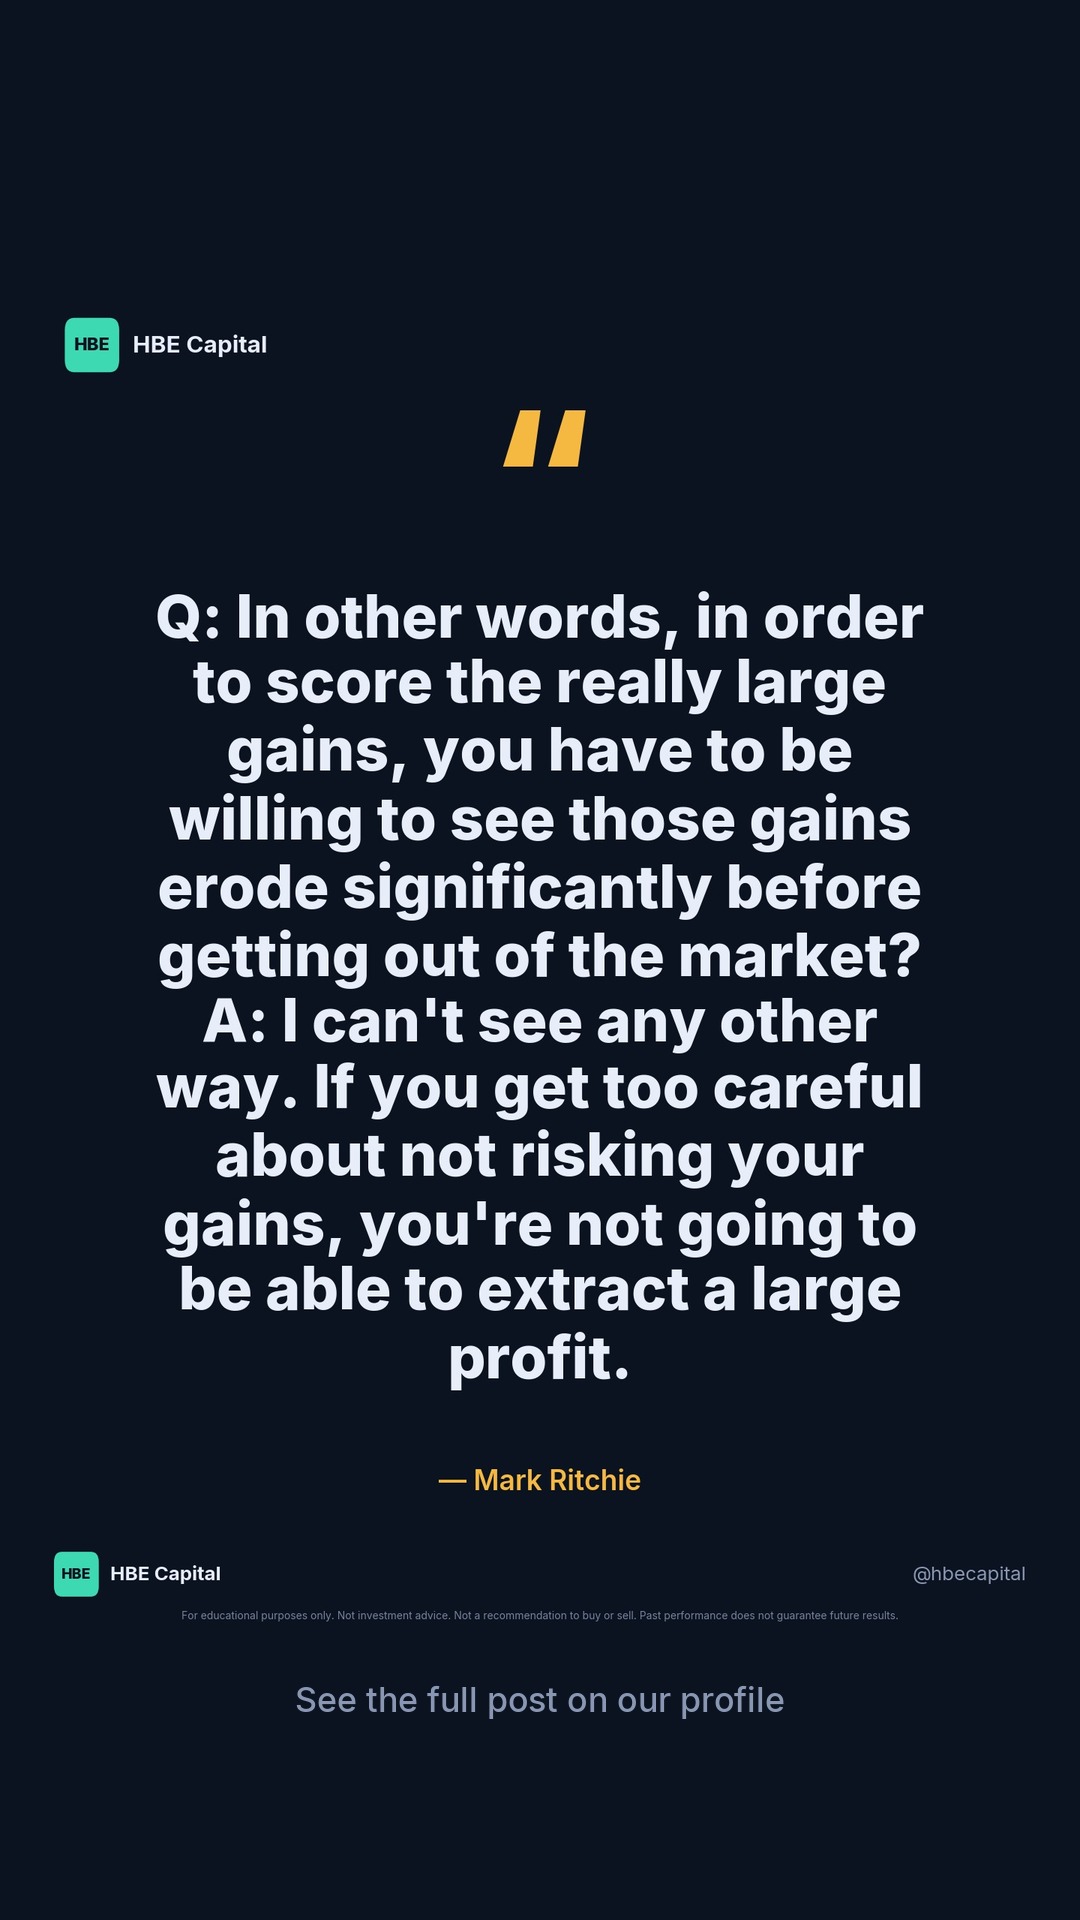 HBE
HBE Capital
"
Q: In other words, in order
to score the really large
gains, you have to be
willing to see those gains
erode significantly before
getting out of the market?
A: I can't see any other
way. If you get too careful
about not risking your
gains, you're not going to
be able to extract a large
profit.
— Mark Ritchie
HBE
HBE Capital
@hbecapital
For educational purposes only. Not investment advice. Not a recommendation to buy or sell. Past performance does not guarantee future results.
See the full post on our profile